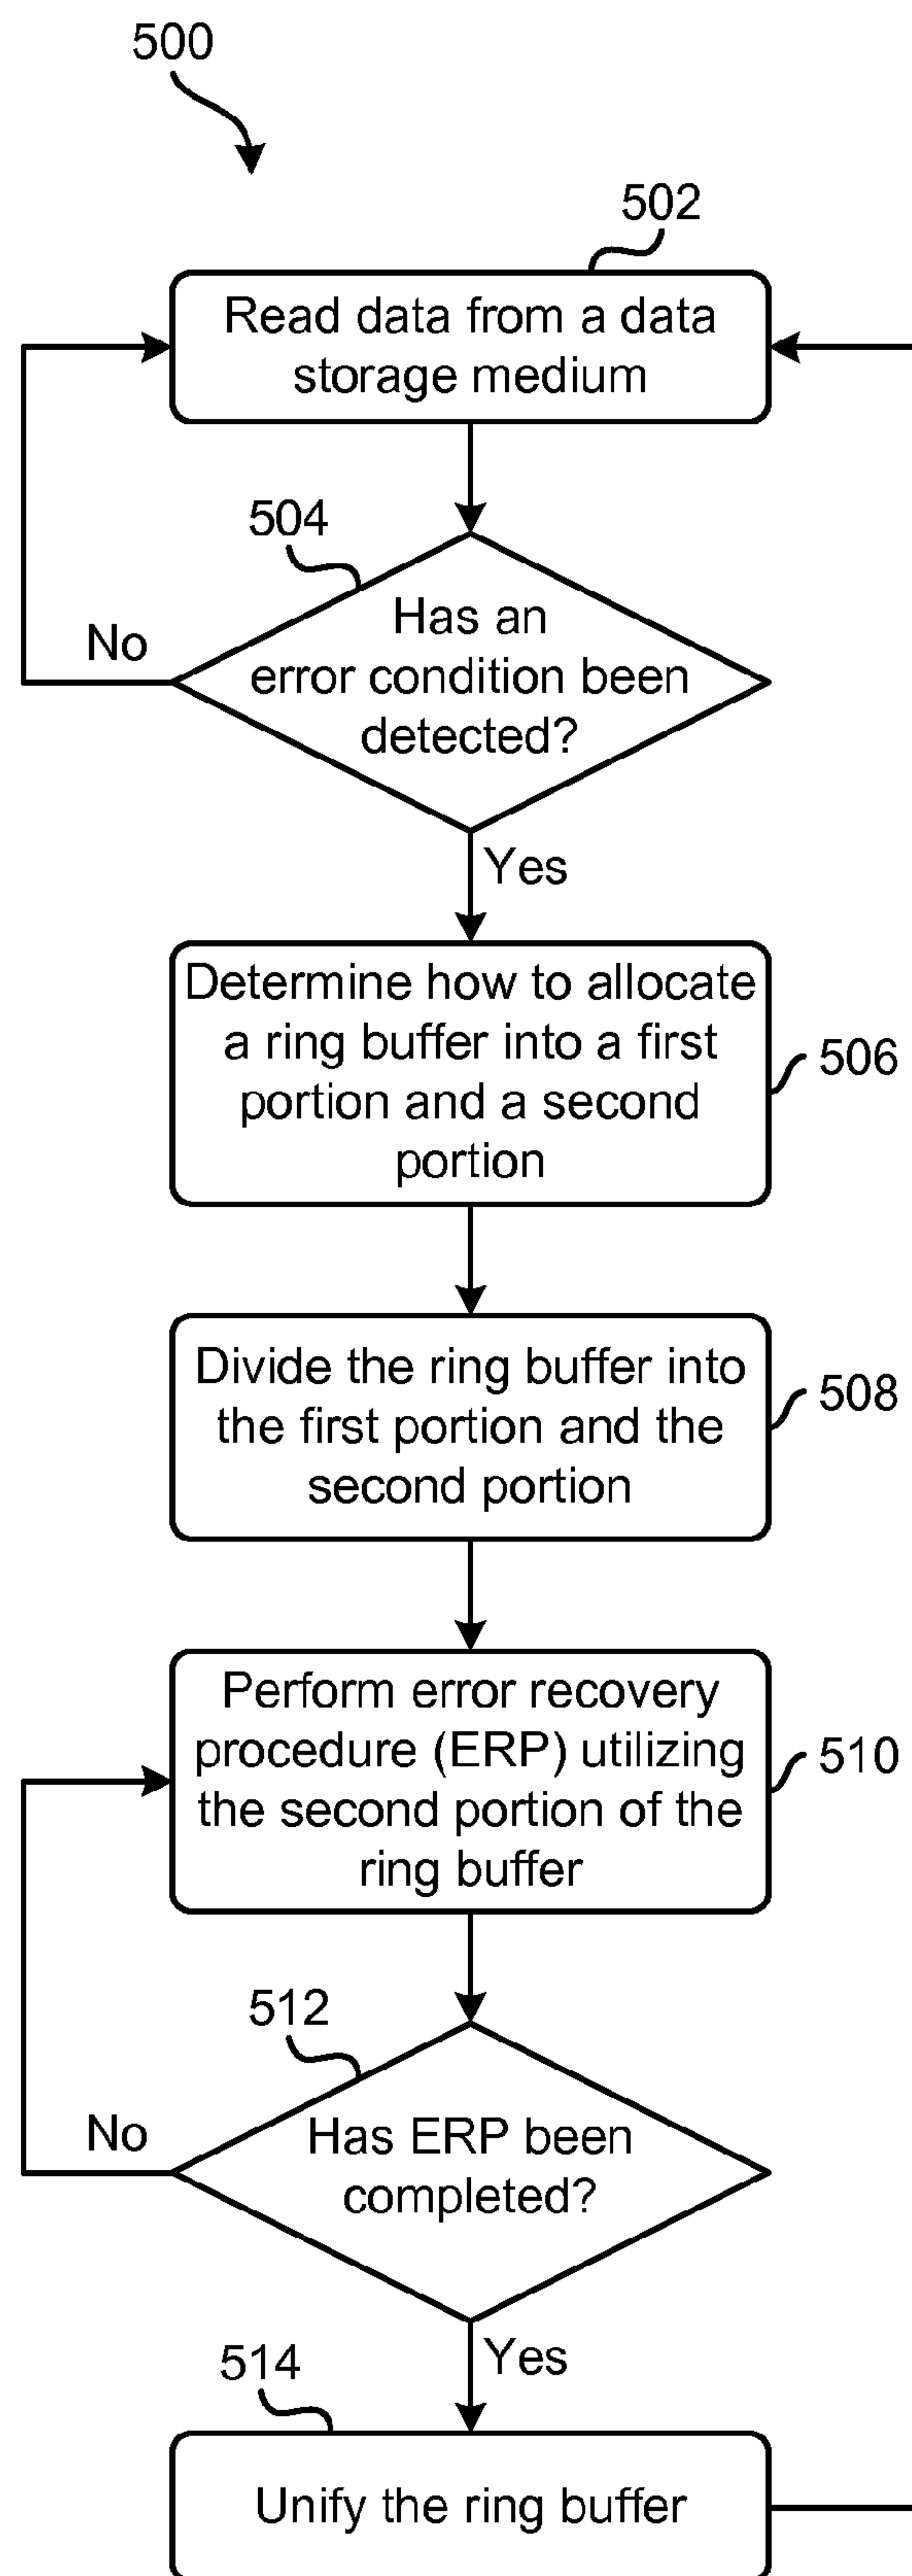 500
502
Read data from a data
storage medium
504
Has an
error condition been
detected?
No
Yes
Determine how to allocate
a ring buffer into a first
portion and a second
portion
506
Divide the ring buffer into
the first portion and the
second portion
508
Perform error recovery
procedure (ERP) utilizing
the second portion of the
ring buffer
510
512
Has ERP been
completed?
No
Yes
514
Unify the ring buffer